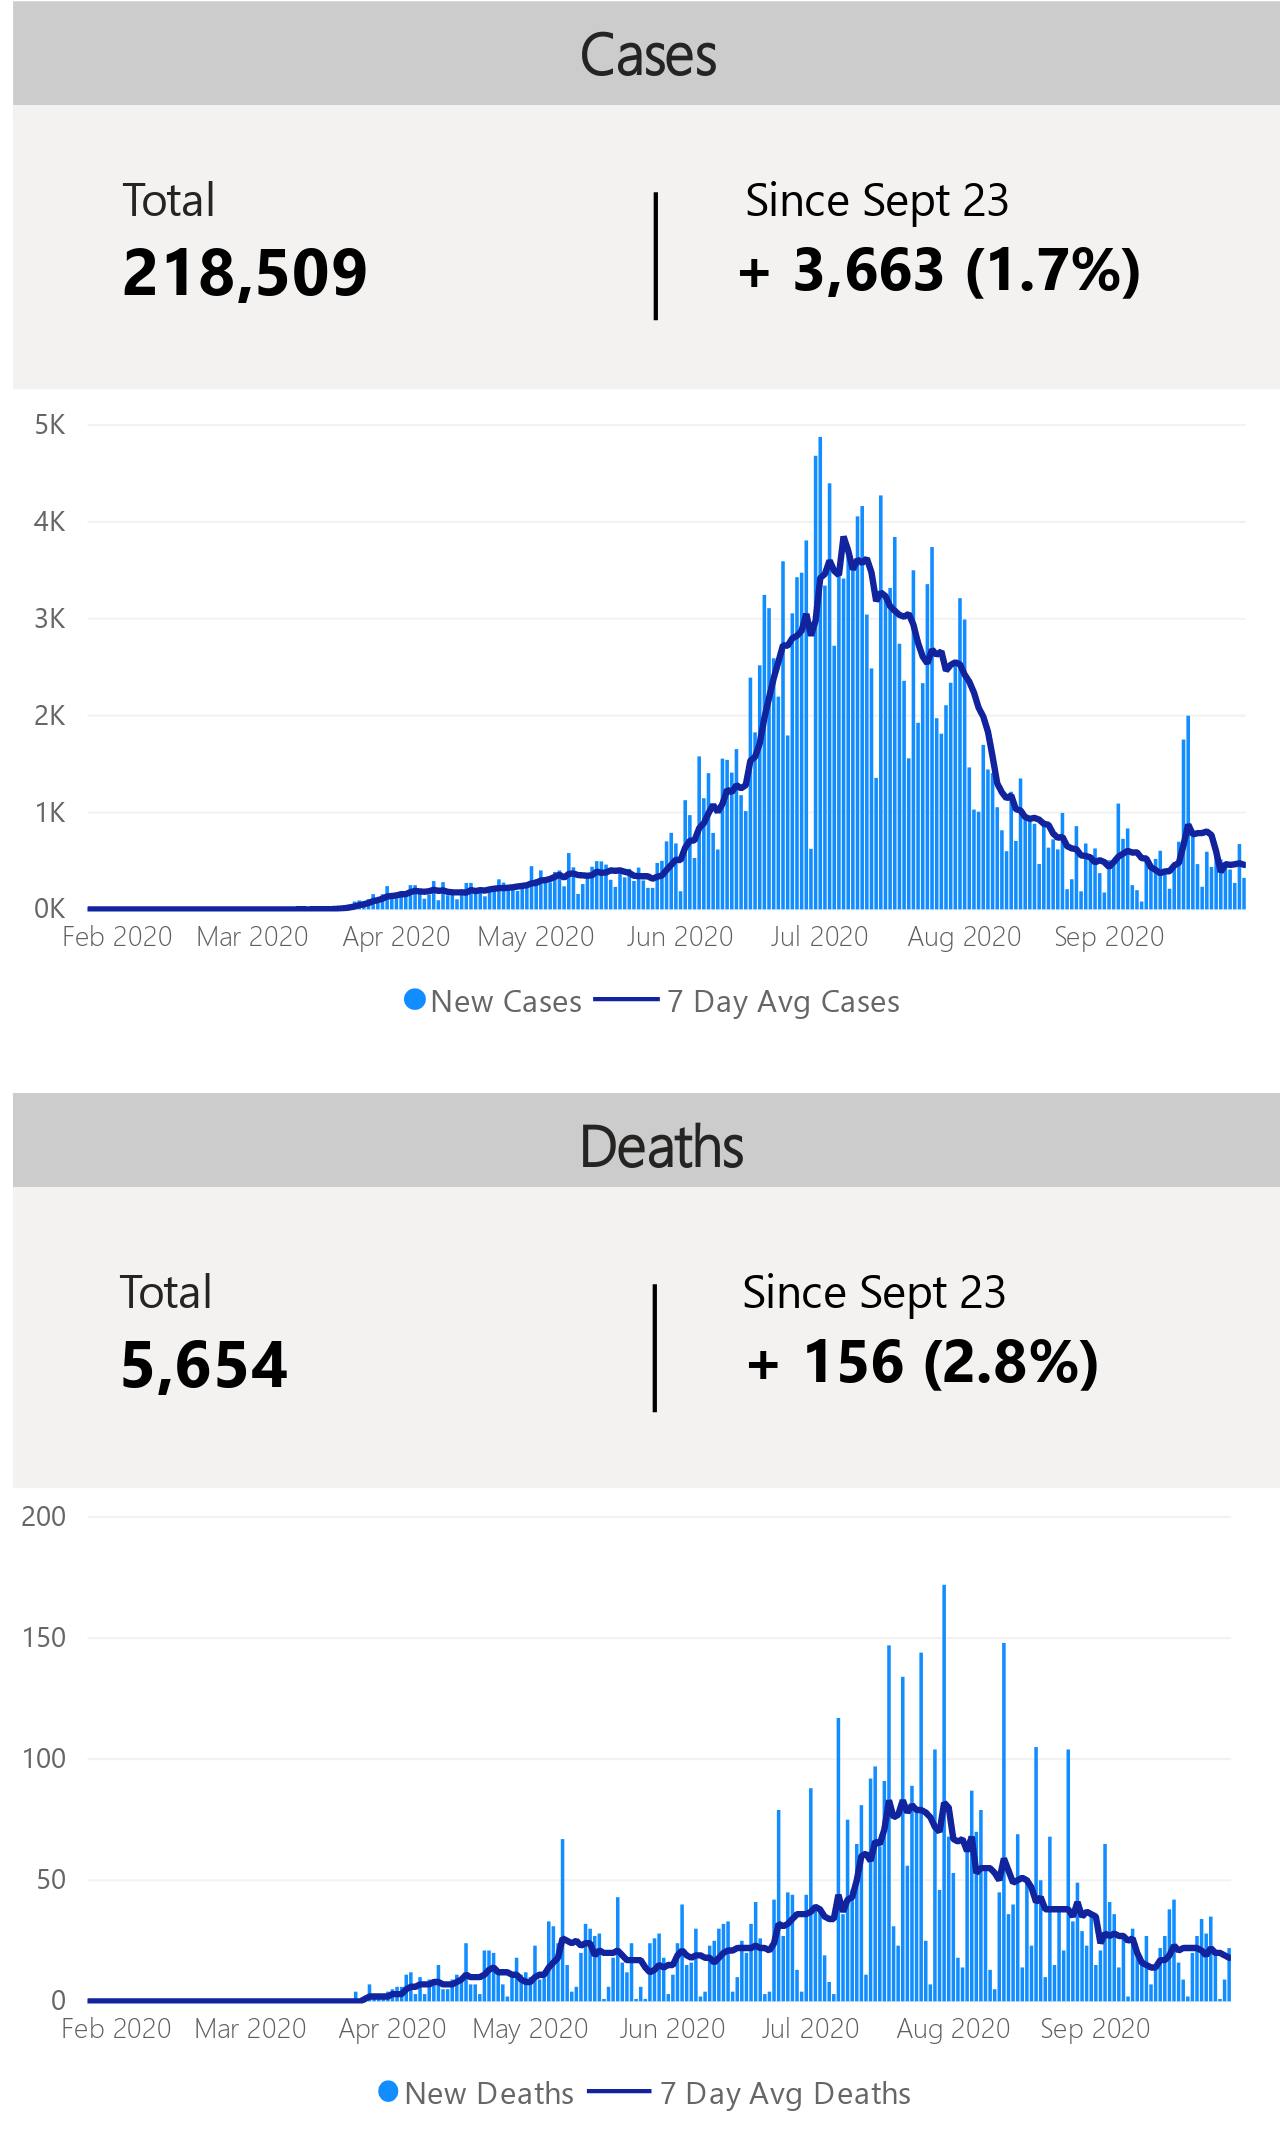 Cases
Total
Since Sept 23
218,509
+ 3,663 (1.7%)
5K
4K
3K
2K
1K
0K
Feb 2020 Mar 2020 Apr 2020 May 2020 Jun 2020 Jul 2020 Aug 2020 Sep 2020
New Cases 7 Day Avg Cases
Deaths
Total
Since Sept 23
5,654
+ 156 (2.8%)
200
150
100
50
0
Feb 2020 Mar 2020 Apr 2020 May 2020 Jun 2020 Jul 2020 Aug 2020 Sep 2020
New Deaths 7 Day Avg Deaths